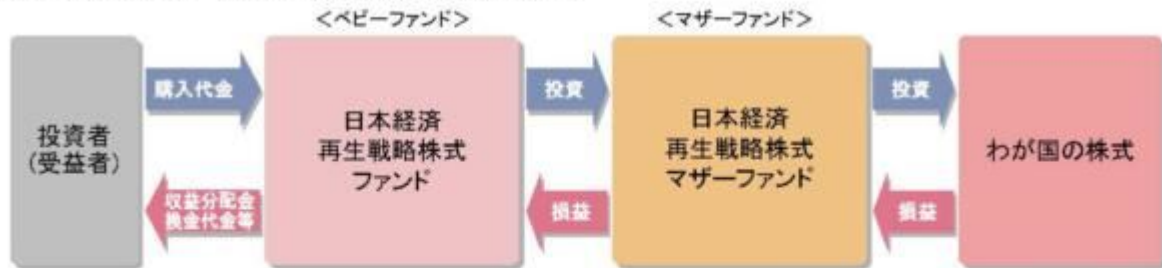 ＜ベビーファンド＞
＜マザーファンド＞
投資者
(受益者)
購入代金
収益分配金
換金代金等
日本経済
再生戦略株式
ファンド
投資
損益
日本経済
再生戦略株式
マザーファンド
投資
損益
わが国の株式